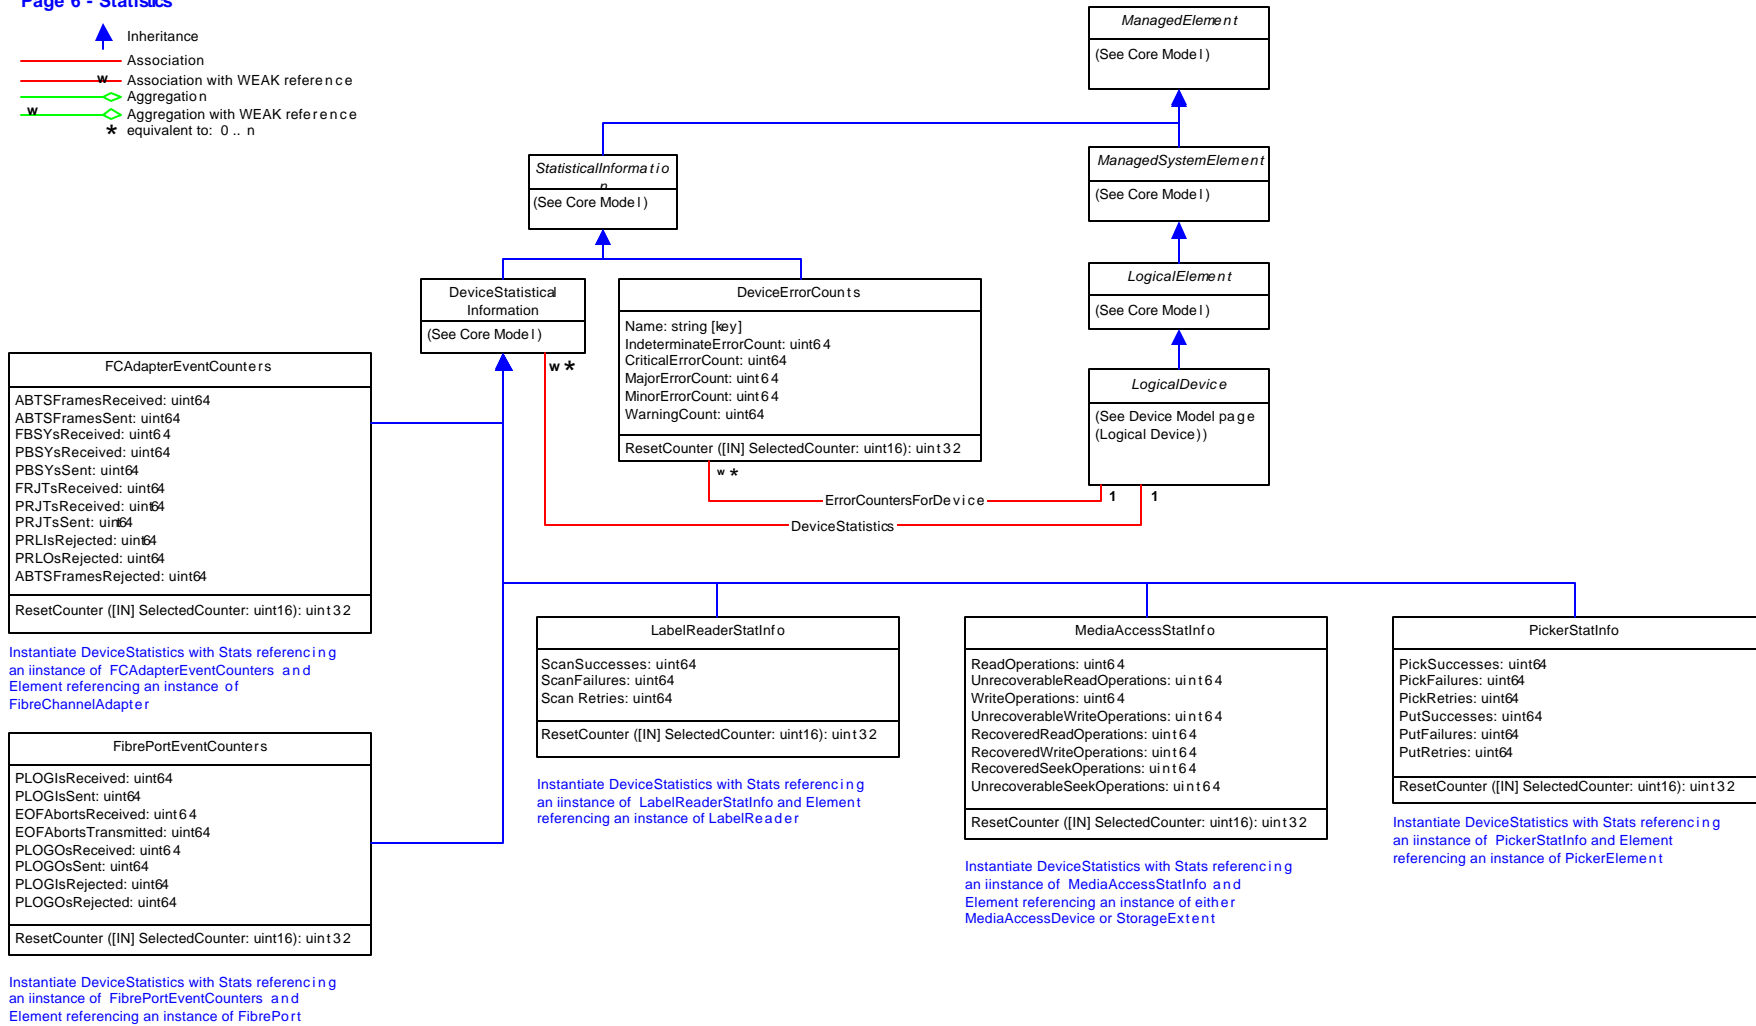 Page 6 - Statistics
Inheritance
Association
w Association with WEAK reference
Aggregation
w Aggregation with WEAK reference
* equivalent to: 0 .. n
ManagedElement
(See Core Model)
StatisticalInformatio
n
(See Core Model)
ManagedSystemElement
(See Core Model)
LogicalElement
(See Core Model)
DeviceStatistical
Information
(See Core Model)
w *
DeviceErrorCounts
Name: string [key]
IndeterminateErrorCount: uint64
CriticalErrorCount: uint64
MajorErrorCount: uint64
MinorErrorCount: uint64
WarningCount: uint64
ResetCounter ([IN] SelectedCounter: uint16): uint32
w *
LogicalDevice
(See Device Model page
(Logical Device))
1
1
ErrorCountersForDevice
DeviceStatistics
FCAdapterEventCounters
ABTSFramesReceived: uint64
ABTSFramesSent: uint64
FBSYsReceived: uint64
PBSYsReceived: uint64
PBSYsSent: uint64
FRJTsReceived: uint64
PRJTsReceived: uint64
PRJTsSent: uint64
PRLIsRejected: uint64
PRLOsRejected: uint64
ABTSFramesRejected: uint64
ResetCounter ([IN] SelectedCounter: uint16): uint32
Instantiate DeviceStatistics with Stats referencing
an iinstance of FCAdapterEventCounters and
Element referencing an instance of
FibreChannelAdapter
FibrePortEventCounters
PLOGIsReceived: uint64
PLOGIsSent: uint64
EOFAbortsReceived: uint64
EOFAbortsTransmitted: uint64
PLOGOsReceived: uint64
PLOGOsSent: uint64
PLOGIsRejected: uint64
PLOGOsRejected: uint64
ResetCounter ([IN] SelectedCounter: uint16): uint32
Instantiate DeviceStatistics with Stats referencing
an iinstance of FibrePortEventCounters and
Element referencing an instance of FibrePort
LabelReaderStatInfo
ScanSuccesses: uint64
ScanFailures: uint64
Scan Retries: uint64
ResetCounter ([IN] SelectedCounter: uint16): uint32
Instantiate DeviceStatistics with Stats referencing
an iinstance of LabelReaderStatInfo and Element
referencing an instance of LabelReader
MediaAccessStatInfo
ReadOperations: uint64
UnrecoverableReadOperations: uint64
WriteOperations: uint64
UnrecoverableWriteOperations: uint64
RecoveredReadOperations: uint64
RecoveredWriteOperations: uint64
RecoveredSeekOperations: uint64
UnrecoverableSeekOperations: uint64
ResetCounter ([IN] SelectedCounter: uint16): uint32
Instantiate DeviceStatistics with Stats referencing
an iinstance of MediaAccessStatInfo and
Element referencing an instance of either
MediaAccessDevice or StorageExtent
PickerStatInfo
PickSuccesses: uint64
PickFailures: uint64
PickRetries: uint64
PutSuccesses: uint64
PutFailures: uint64
PutRetries: uint64
ResetCounter ([IN] SelectedCounter: uint16): uint32
Instantiate DeviceStatistics with Stats referencing
an iinstance of PickerStatInfo and Element
referencing an instance of PickerElement